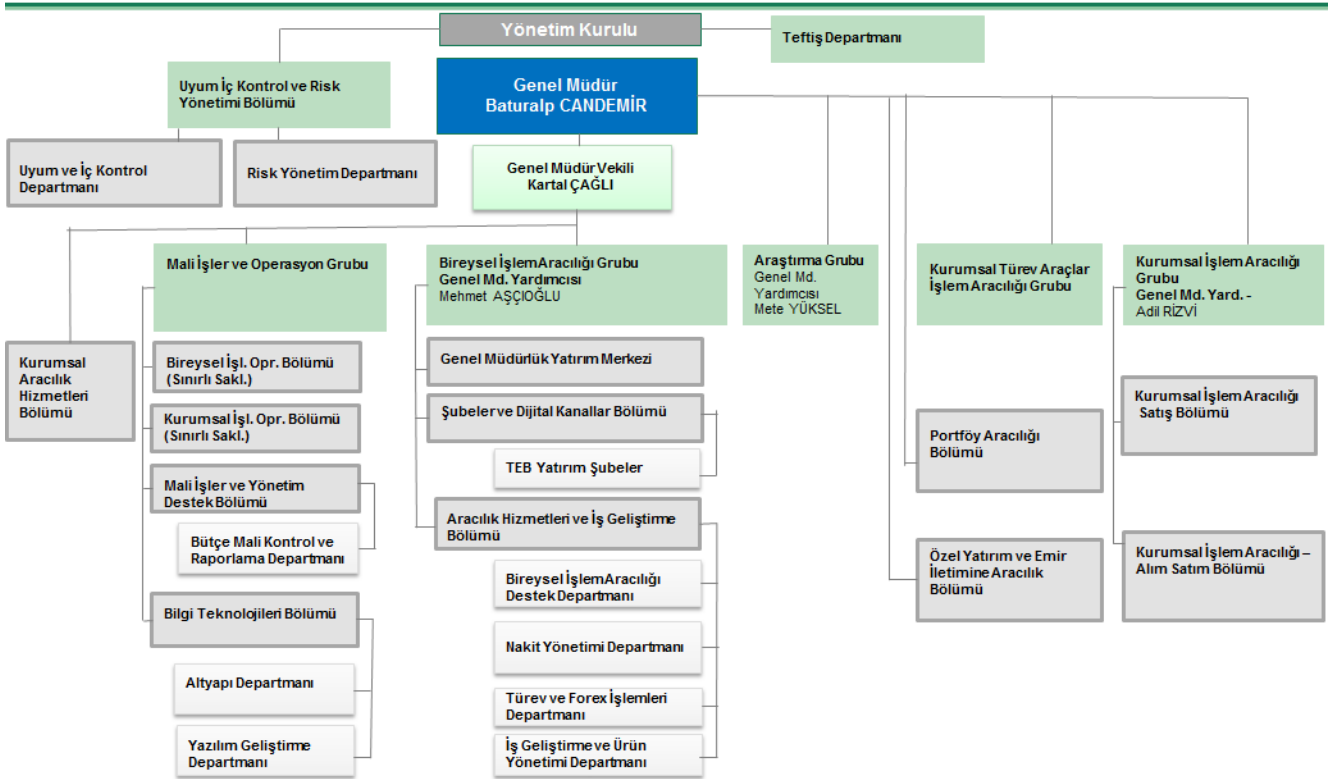 Yönetim Kurulu
Teftiş Departmanı
Uyum İç Kontrol ve Risk
Yönetimi Bölümü
Genel Müdür
Baturalp CANDEMİR
Uyum ve İç Kontrol
Departmanı
Risk Yönetim Departmanı
Genel Müdür Vekili
Kartal ÇAĞLI
Mali İşler ve Operasyon Grubu
Bireysel İşlem Aracılığı Grubu
Genel Md. Yardımcısı
Mehmet AŞÇIOĞLU
Araştırma Grubu
Genel Md.
Yardımcısı
Mete YÜKSEL
Kurumsal Türev Araçlar
İşlem Aracılığı Grubu
Kurumsal İşlem Aracılığı
Grubu
Genel Md. Yard. -
Adil RİZVİ
Kurumsal
Aracılık
Hizmetleri
Bölümü
Bireysel İşl. Opr. Bölümü
(Sınırlı Sakl.)
Kurumsal İşl. Opr. Bölümü
(Sınırlı Sakl.)
Mali İşler ve Yönetim
Destek Bölümü
Bütçe Mali Kontrol ve
Raporlama Departmanı
Bilgi Teknolojileri Bölümü
Altyapı Departmanı
Yazılım Geliştirme
Departmanı
Genel Müdürlük Yatırım Merkezi
Şubeler ve Dijital Kanallar Bölümü
TEB Yatırım Şubeler
Aracılık Hizmetleri ve İş Geliştirme
Bölümü
Bireysel İşlem Aracılığı
Destek Departmanı
Nakit Yönetimi Departmanı
Türev ve Forex İşlemleri
Departmanı
İş Geliştirme ve Ürün
Yönetimi Departmanı
Portföy Aracılığı
Bölümü
Özel Yatırım ve Emir
İletimine Aracılık
Bölümü
Kurumsal İşlem Aracılığı
Satış Bölümü
Kurumsal İşlem Aracılığı –
Alım Satım Bölümü